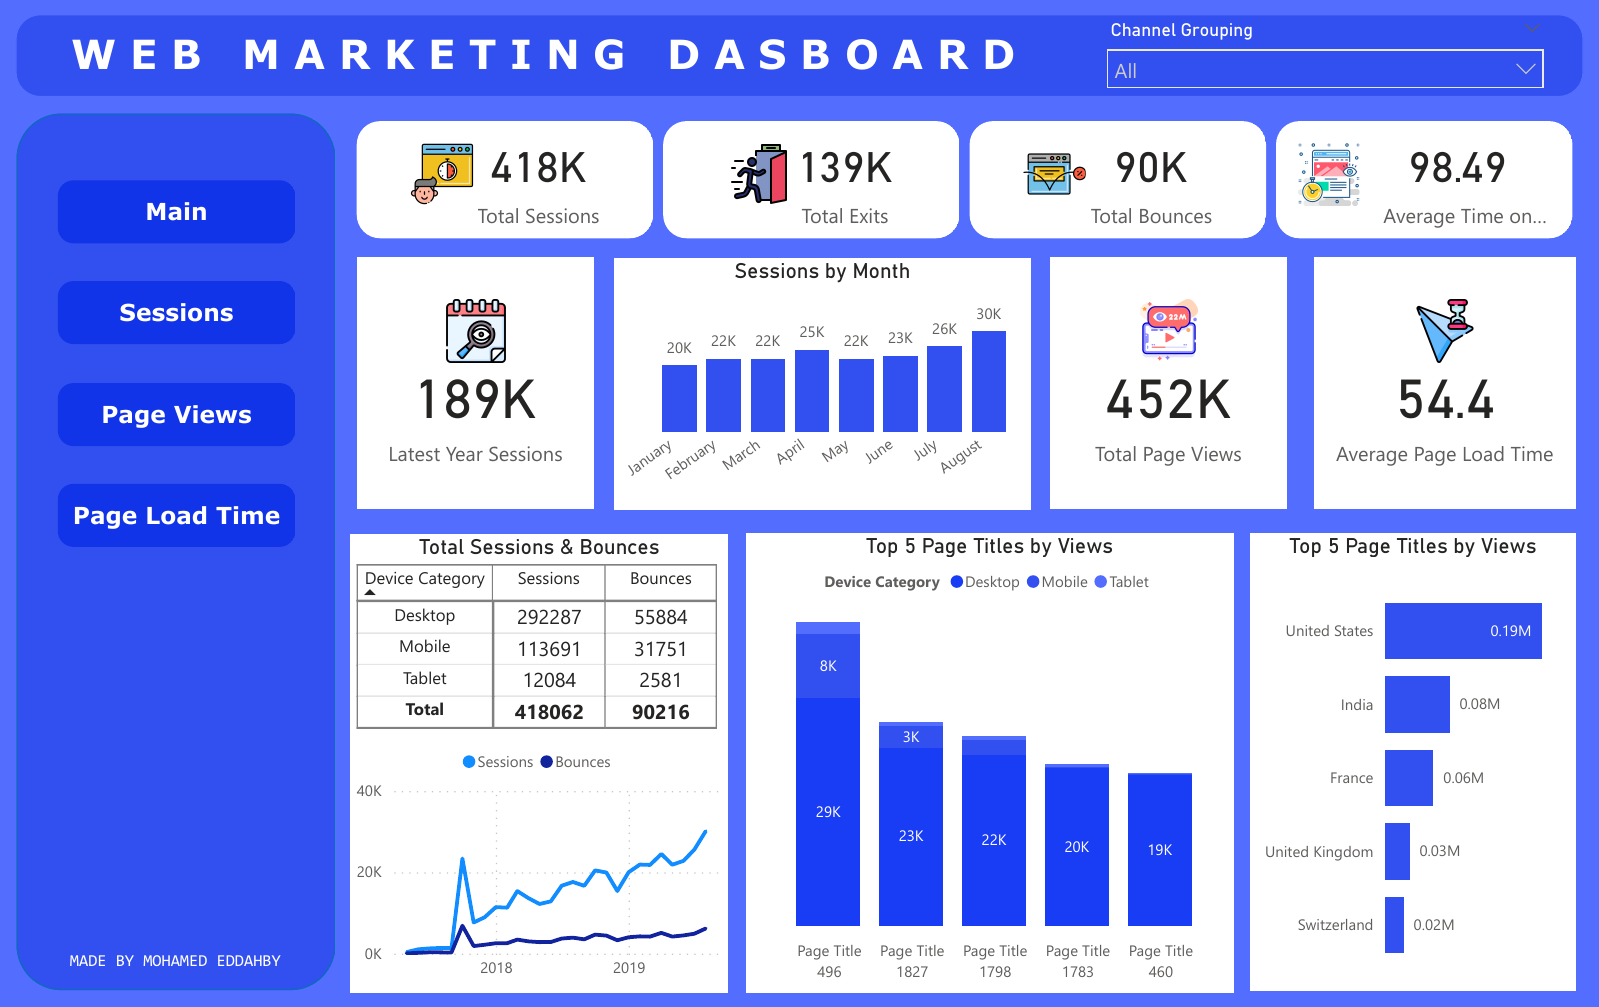 WEB MARKETING DASBOARD
Channel Grouping
All
Main
Sessions
Page Views
Page Load Time
MADE BY MOHAMED EDDAHBY
418K
Total Sessions
139K
Total Exits
90K
Total Bounces
98.49
Average Time on...
189K
Latest Year Sessions
Sessions by Month
20K
22K
22K
25K
22K
23K
26K
30K
January
February
March
April
May
June
July
August
22M
452K
Total Page Views
54.4
Average Page Load Time
Total Sessions & Bounces
Device Category Sessions Bounces
Desktop 292287 55884
Mobile 113691 31751
Tablet 12084 2581
Total 418062 90216
Sessions Bounces
40K
20K
0K
2018 2019
Top 5 Page Titles by Views
Device Category Desktop Mobile Tablet
8K
29K
3K
23K
22K
20K
19K
Page Title
496
Page Title
1827
Page Title
1798
Page Title
1783
Page Title
460
Top 5 Page Titles by Views
United States 0.19M
India 0.08M
France 0.06M
United Kingdom 0.03M
Switzerland 0.02M